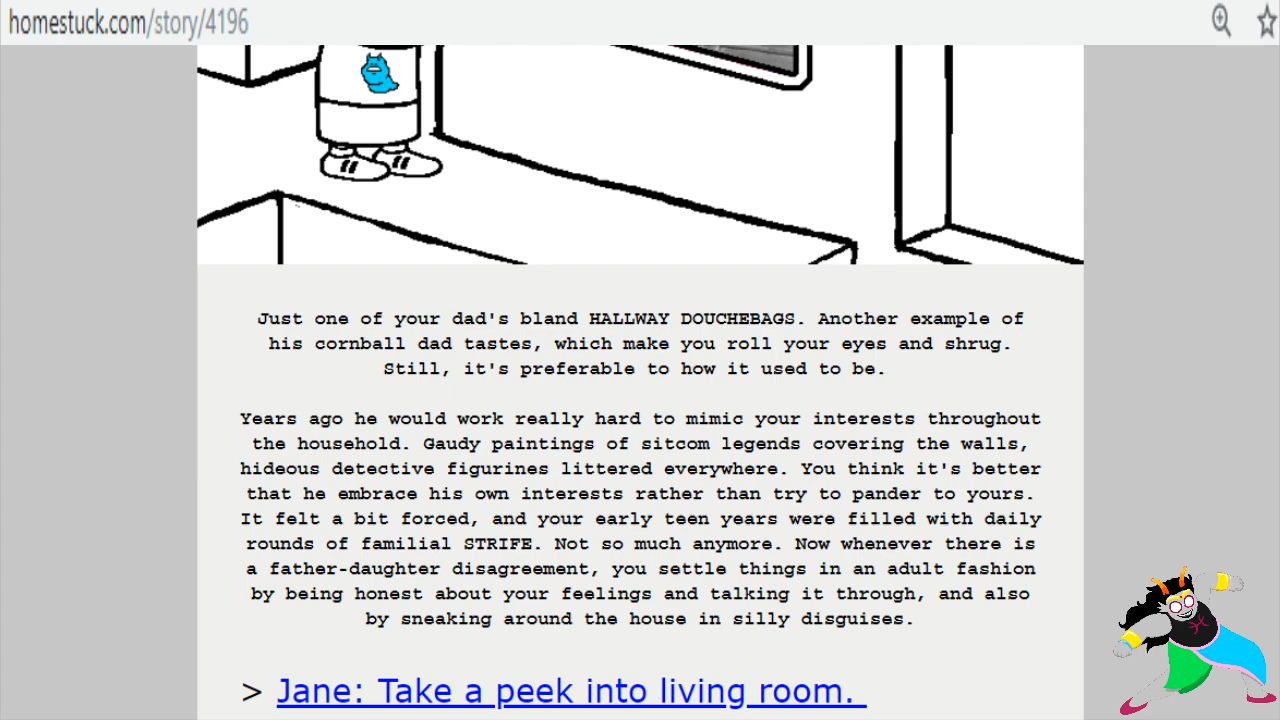 homestuck.com/story/4196
Just one of your dad's bland HALLWAY DOUCHEBAGS. Another example of
his cornball dad tastes, which make you roll your eyes and shrug.
Still, it's preferable to how it used to be.
Years ago he would work really hard to mimic your interests throughout
the household. Gaudy paintings of sitcom legends covering the walls,
hideous detective figurines littered everywhere. You think it's better
that he embrace his own interests rather than try to pander to yours.
It felt a bit forced, and your early teen years were filled with daily
rounds of familial STRIFE. Not so much anymore. Now whenever there is
a father-daughter disagreement, you settle things in an adult fashion
by being honest about your feelings and talking it through, and also
by sneaking around the house in silly disguises.
> Jane: Take a peek into living room.